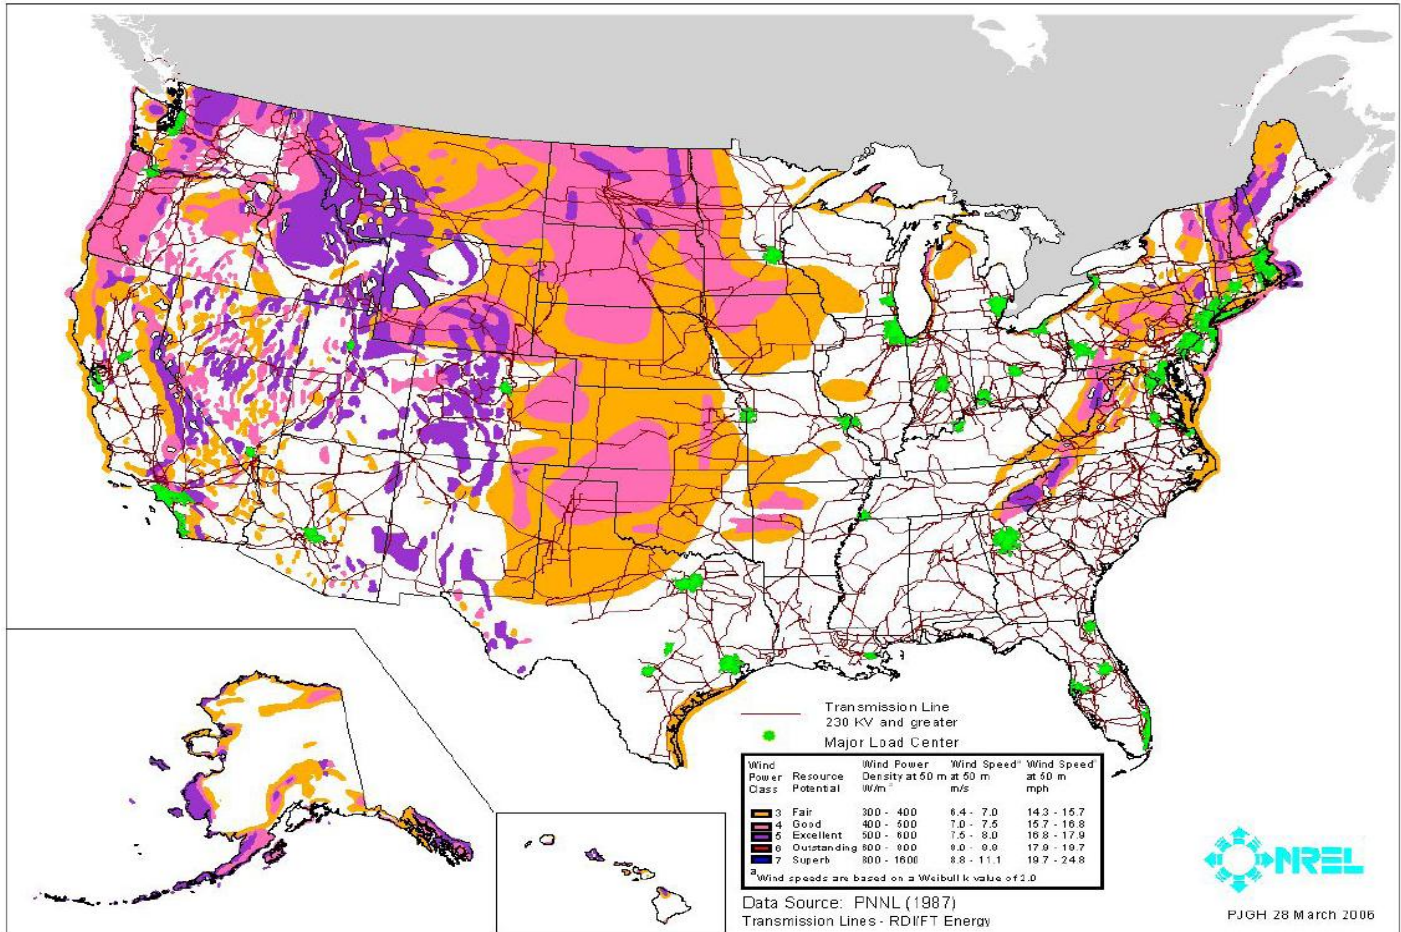 Transmission Line
230 KV and greater
Major Load Center
Wind Power Class Resource Potential Wind Power Density at 50 m W/m² Wind Speedᵃ at 50 m m/s Wind Speedᵃ at 50 m mph
3 Fair 300 - 400 6.4 - 7.0 14.3 - 15.7
4 Good 400 - 500 7.0 - 7.5 15.7 - 16.8
5 Excellent 500 - 600 7.5 - 8.0 16.8 - 17.9
6 Outstanding 600 - 800 8.0 - 8.8 17.9 - 19.7
7 Superb 800 - 1600 8.8 - 11.1 19.7 - 24.8
a Wind speeds are based on a Weibull k value of 2.0
Data Source: PNNL (1987)
Transmission Lines - RDI/FT Energy
NREL
PJGH 28 March 2006